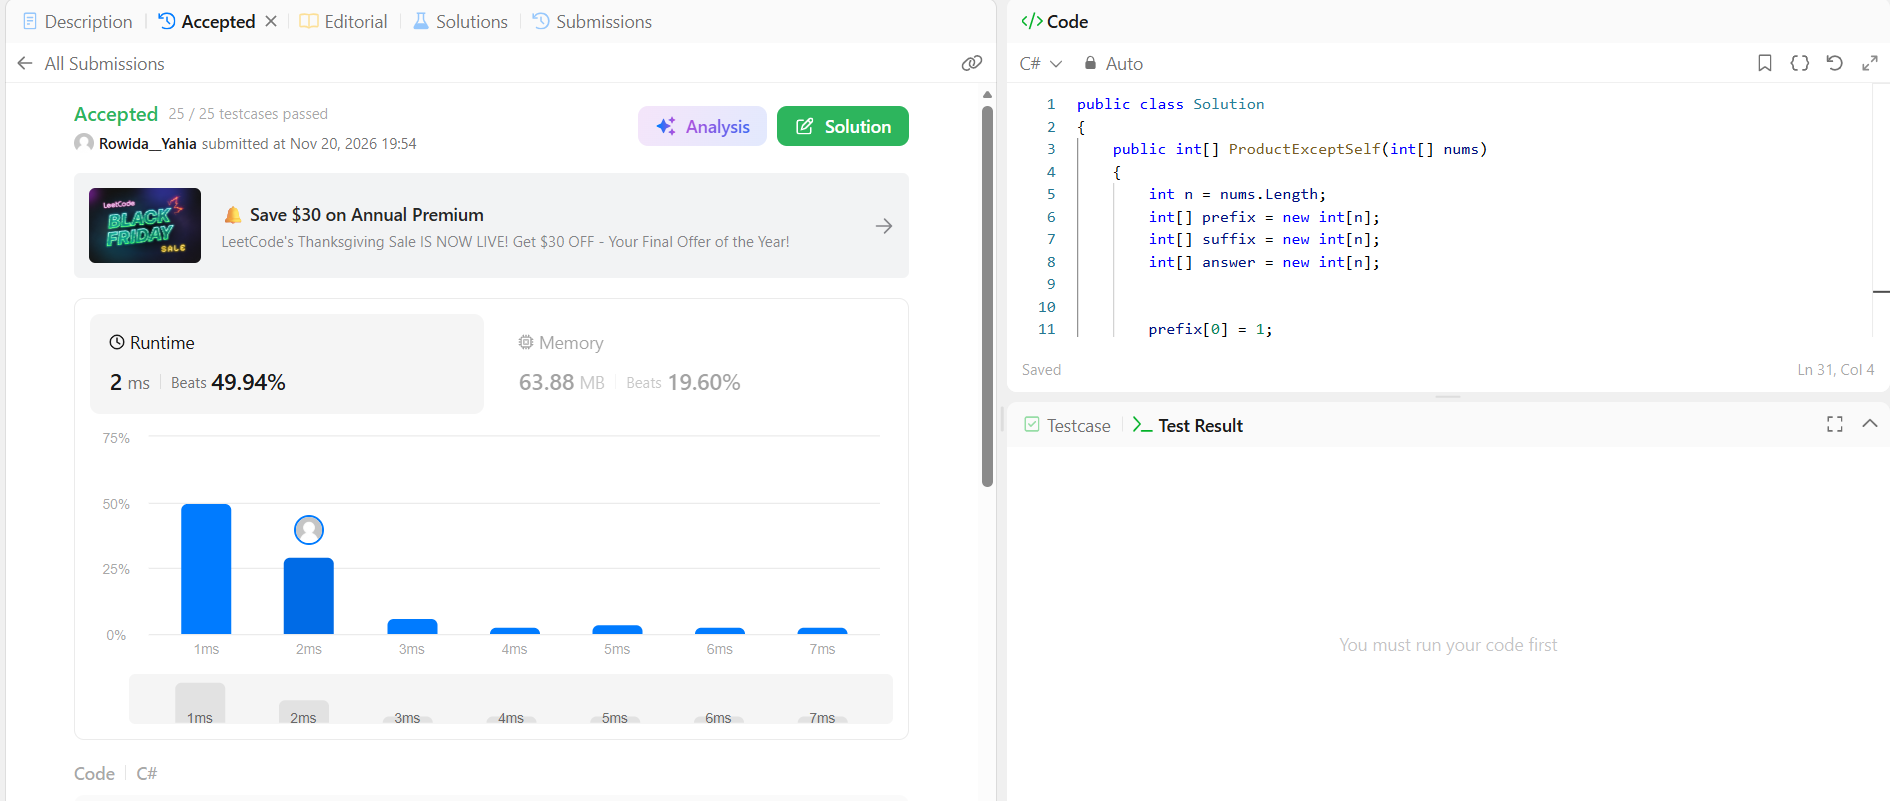 Description
Accepted
Editorial
Solutions
Submissions
All Submissions
Accepted 25 / 25 testcases passed
Rowida__Yahia submitted at Nov 20, 2026 19:54
Analysis
Solution
LeetCode
BLACK
FRIDAY
SALE
Save $30 on Annual Premium
LeetCode's Thanksgiving Sale IS NOW LIVE! Get $30 OFF - Your Final Offer of the Year!
Runtime
2 ms Beats 49.94%
Memory
63.88 MB Beats 19.60%
75%
50%
25%
0%
1ms 2ms 3ms 4ms 5ms 6ms 7ms
1ms 2ms 3ms 4ms 5ms 6ms 7ms
Code C#
</> Code
C# Auto
1 public class Solution
2 {
3 public int[] ProductExceptSelf(int[] nums)
4 {
5 int n = nums.Length;
6 int[] prefix = new int[n];
7 int[] suffix = new int[n];
8 int[] answer = new int[n];
9
10
11 prefix[0] = 1;
Saved Ln 31, Col 4
Testcase
Test Result
You must run your code first